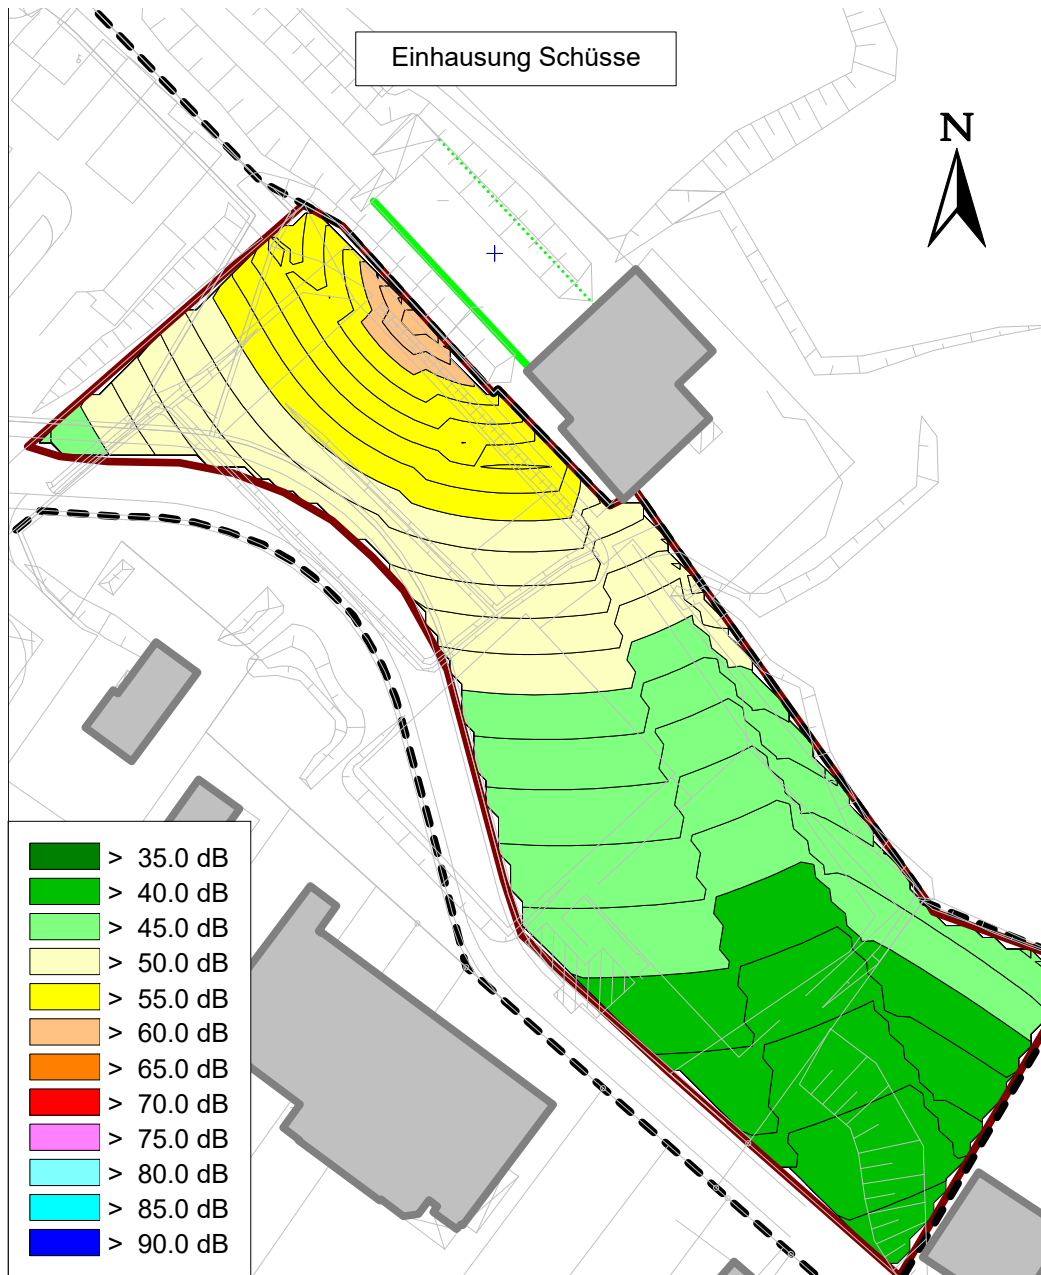 Einhausung Schüsse
N
> 35.0 dB
> 40.0 dB
> 45.0 dB
> 50.0 dB
> 55.0 dB
> 60.0 dB
> 65.0 dB
> 70.0 dB
> 75.0 dB
> 80.0 dB
> 85.0 dB
> 90.0 dB